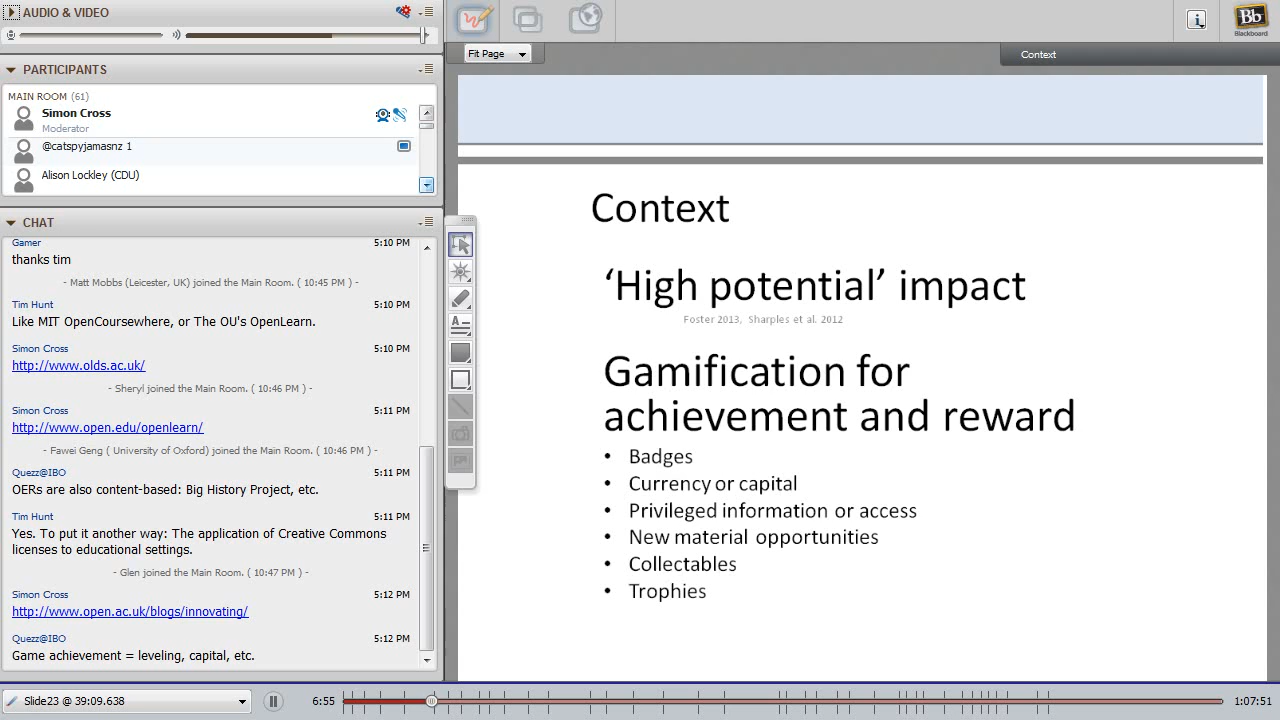 AUDIO & VIDEO
PARTICIPANTS
MAIN ROOM (61)
Simon Cross
Moderator
@catspyjamasnz 1
Alison Lockley (CDU)
CHAT
Gamer 5:10 PM
thanks tim
- Matt Mobbs (Leicester, UK) joined the Main Room. ( 10:45 PM ) -
Tim Hunt 5:10 PM
Like MIT OpenCoursewhere, or The OU's OpenLearn.
Simon Cross 5:10 PM
http://www.olds.ac.uk/
- Sheryl joined the Main Room. ( 10:46 PM ) -
Simon Cross 5:11 PM
http://www.open.edu/openlearn/
- Fawei Geng ( University of Oxford) joined the Main Room. ( 10:46 PM ) -
Quezz@IBO 5:11 PM
OERs are also content-based: Big History Project, etc.
Tim Hunt 5:11 PM
Yes. To put it another way: The application of Creative Commons
licenses to educational settings.
- Glen joined the Main Room. ( 10:47 PM ) -
Simon Cross 5:12 PM
http://www.open.ac.uk/blogs/innovating/
Quezz@IBO 5:12 PM
Game achievement = leveling, capital, etc.
Bb
Blackboard
Fit Page
Context
Context
‘High potential’ impact
Foster 2013, Sharples et al. 2012
Gamification for
achievement and reward
• Badges
• Currency or capital
• Privileged information or access
• New material opportunities
• Collectables
• Trophies
Slide23 @ 39:09.638
6:55
1:07:51